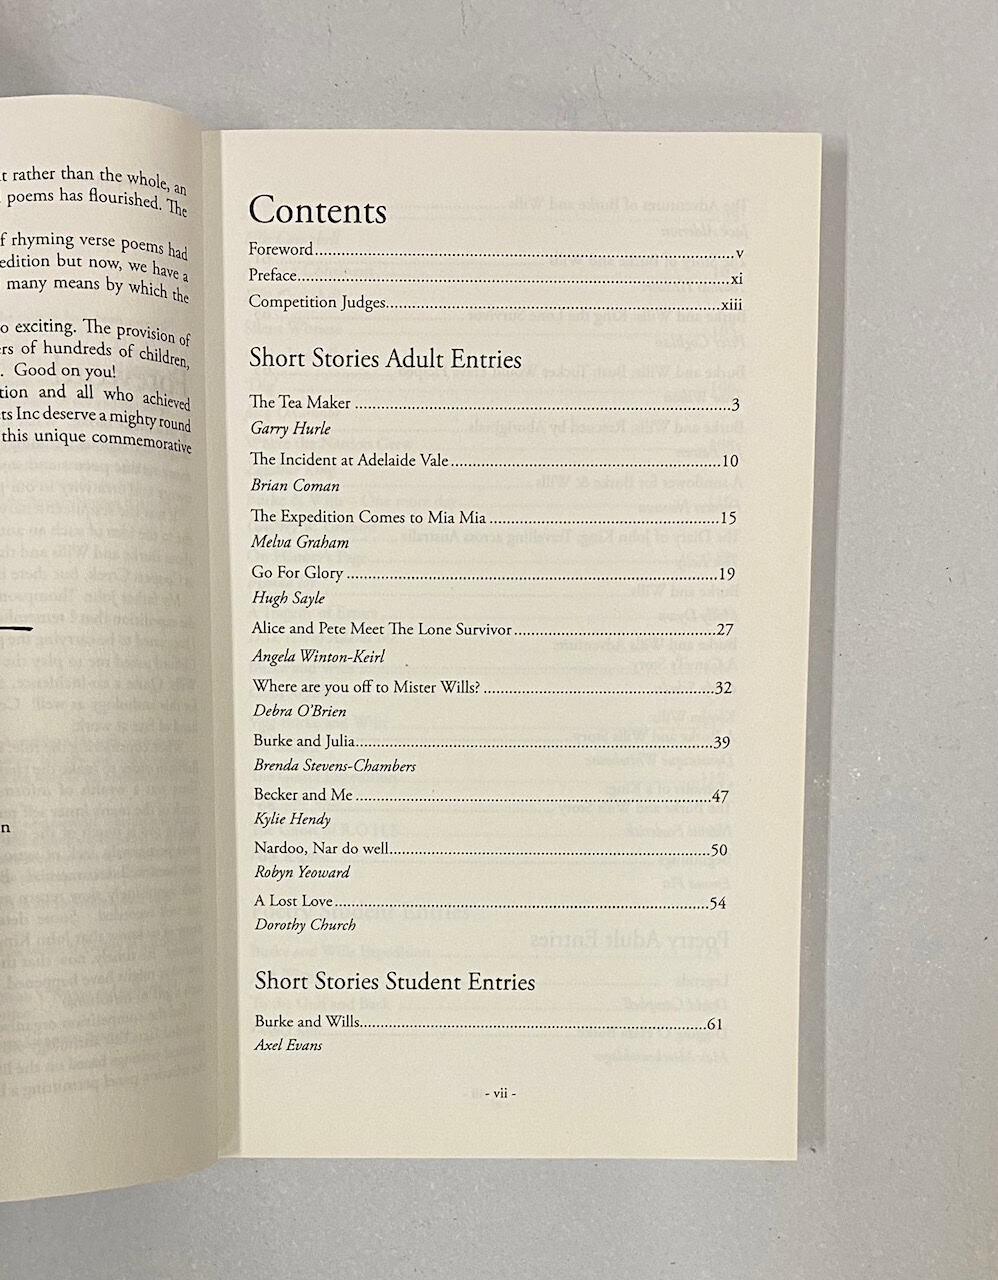 t rather than the whole, an
poems has flourished. The
f rhyming verse poems had
edition but now, we have a
many means by which the
o exciting. The provision of
rs of hundreds of children,
. Good on you!
tion and all who achieved
ts Inc deserve a mighty round
this unique commemorative
n
Contents
Foreword..........v
Preface..........xi
Competition Judges..........xiii
Short Stories Adult Entries
The Tea Maker ..........3
Garry Hurle
The Incident at Adelaide Vale..........10
Brian Coman
The Expedition Comes to Mia Mia ..........15
Melva Graham
Go For Glory ..........19
Hugh Sayle
Alice and Pete Meet The Lone Survivor..........27
Angela Winton-Keirl
Where are you off to Mister Wills? ..........32
Debra O'Brien
Burke and Julia..........39
Brenda Stevens-Chambers
Becker and Me ..........47
Kylie Hendy
Nardoo, Nar do well..........50
Robyn Yeoward
A Lost Love..........54
Dorothy Church
Short Stories Student Entries
Burke and Wills..........61
Axel Evans
- vii -